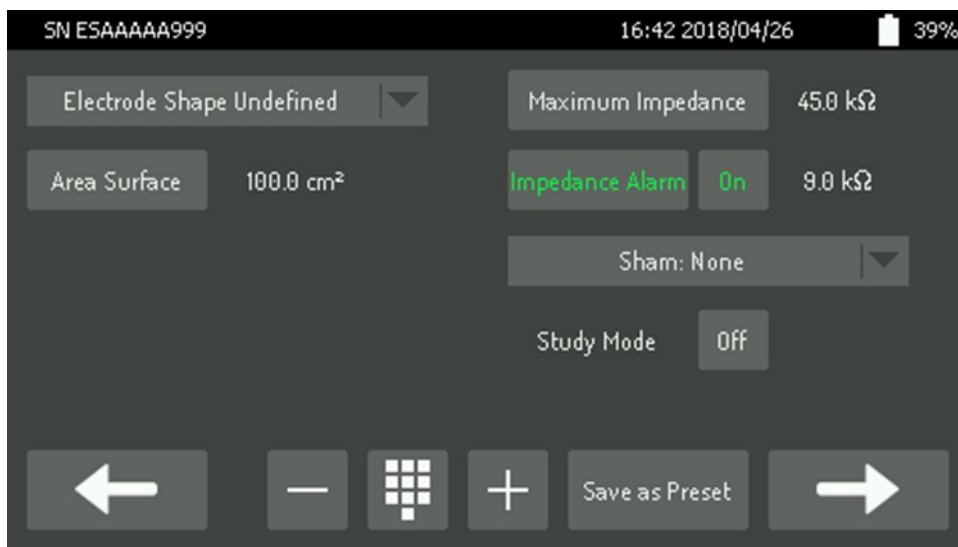 SN ESAAAAA999 16:42 2018/04/26 39%
Electrode Shape Undefined Maximum Impedance 45.0 kΩ
Area Surface 100.0 cm² Impedance Alarm On 9.0 kΩ
Sham: None
Study Mode Off
Save as Preset